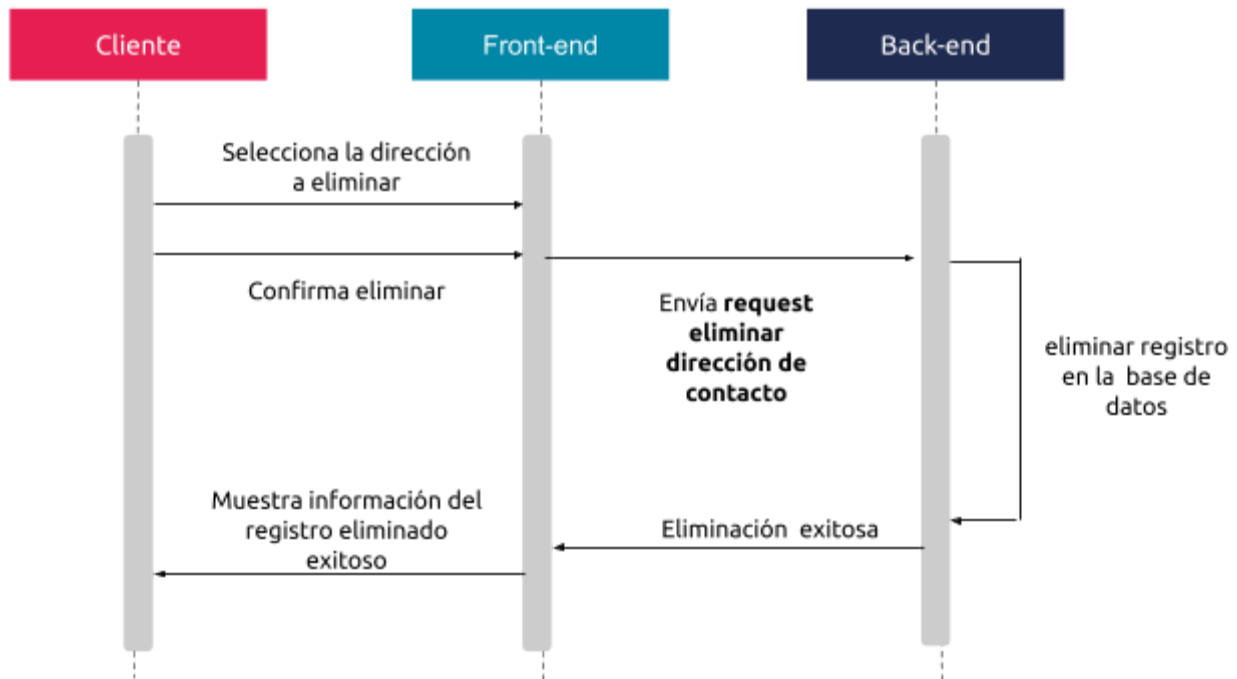 Cliente
Front-end
Back-end
Selecciona la dirección
a eliminar
Confirma eliminar
Envía request
eliminar
dirección de
contacto
eliminar registro
en la base de
datos
Muestra información del
registro eliminado
exitoso
Eliminación exitosa